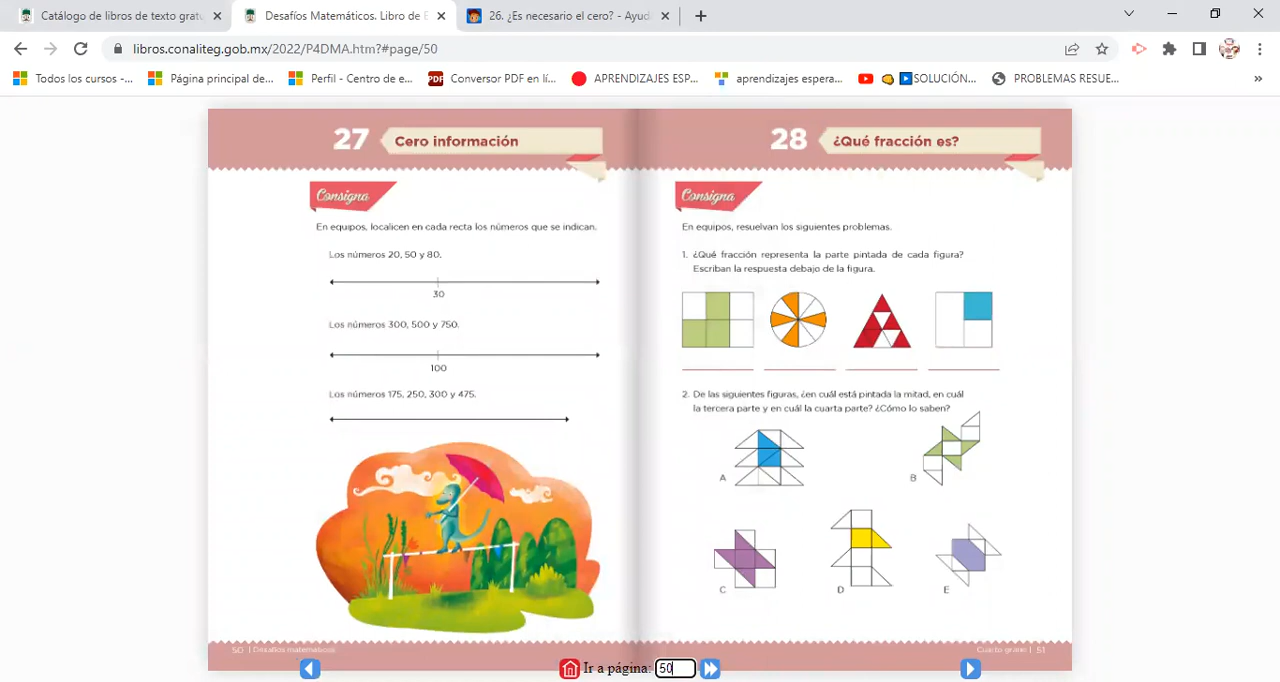 Catálogo de libros de texto gratu
Desafíos Matemáticos. Libro de E
26. ¿Es necesario el cero? - Ayud
libros.conaliteg.gob.mx/2022/P4DMA.htm?#page/50
Todos los cursos -...
Página principal de...
Perfil - Centro de e...
PDF
Conversor PDF en lí...
APRENDIZAJES ESP...
aprendizajes espera...
SOLUCIÓN...
PROBLEMAS RESUE...
»
27
Cero información
Consigna
En equipos, localicen en cada recta los números que se indican.
Los números 20, 50 y 80.
30
Los números 300, 500 y 750.
100
Los números 175, 250, 300 y 475.
50 | Desafíos matemáticos
28
¿Qué fracción es?
Consigna
En equipos, resuelvan los siguientes problemas.
1. ¿Qué fracción representa la parte pintada de cada figura?
Escriban la respuesta debajo de la figura.
2. De las siguientes figuras, ¿en cuál está pintada la mitad, en cuál
la tercera parte y en cuál la cuarta parte? ¿Cómo lo saben?
A
B
C
D
E
Cuarto grado | 51
Ir a página: 50